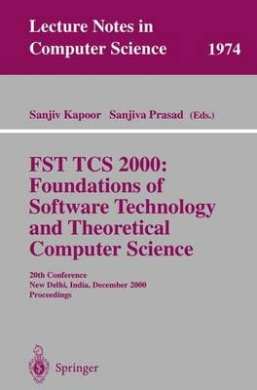 Lecture Notes in
Computer Science 1974
Sanjiv Kapoor Sanjiva Prasad (Eds.)
FST TCS 2000:
Foundations of
Software Technology
and Theoretical
Computer Science
20th Conference
New Delhi, India, December 2000
Proceedings
Springer